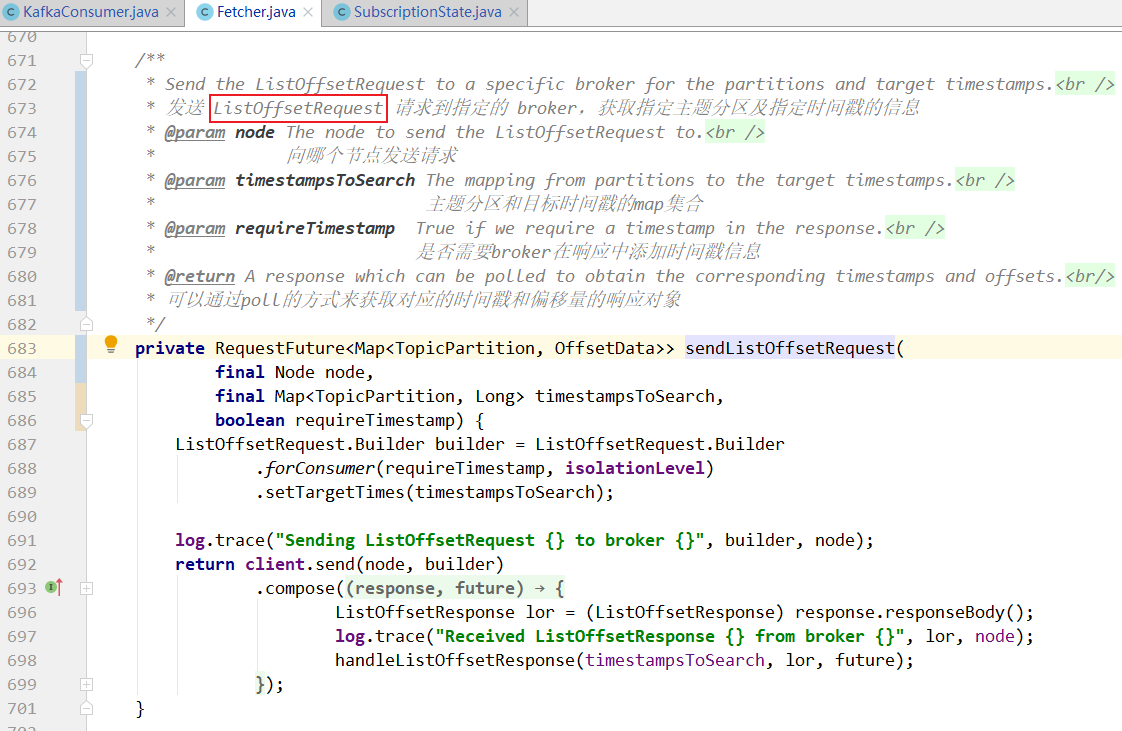 KafkaConsumer.java × Fetcher.java × SubscriptionState.java ×
670
671 /**
672 * Send the ListOffsetRequest to a specific broker for the partitions and target timestamps.<br />
673 * 发送 ListOffsetRequest 请求到指定的 broker，获取指定主题分区及指定时间戳的信息
674 * @param node The node to send the ListOffsetRequest to.<br />
675 * 向哪个节点发送请求
676 * @param timestampsToSearch The mapping from partitions to the target timestamps.<br />
677 * 主题分区和目标时间戳的map集合
678 * @param requireTimestamp True if we require a timestamp in the response.<br />
679 * 是否需要broker在响应中添加时间戳信息
680 * @return A response which can be polled to obtain the corresponding timestamps and offsets.<br/>
681 * 可以通过poll的方式来获取对应的时间戳和偏移量的响应对象
682 */
683 private RequestFuture<Map<TopicPartition, OffsetData>> sendListOffsetRequest(
684 final Node node,
685 final Map<TopicPartition, Long> timestampsToSearch,
686 boolean requireTimestamp) {
687 ListOffsetRequest.Builder builder = ListOffsetRequest.Builder
688 .forConsumer(requireTimestamp, isolationLevel)
689 .setTargetTimes(timestampsToSearch);
690
691 log.trace("Sending ListOffsetRequest {} to broker {}", builder, node);
692 return client.send(node, builder)
693 .compose((response, future) → {
696 ListOffsetResponse lor = (ListOffsetResponse) response.responseBody();
697 log.trace("Received ListOffsetResponse {} from broker {}", lor, node);
698 handleListOffsetResponse(timestampsToSearch, lor, future);
699 });
701 }
702